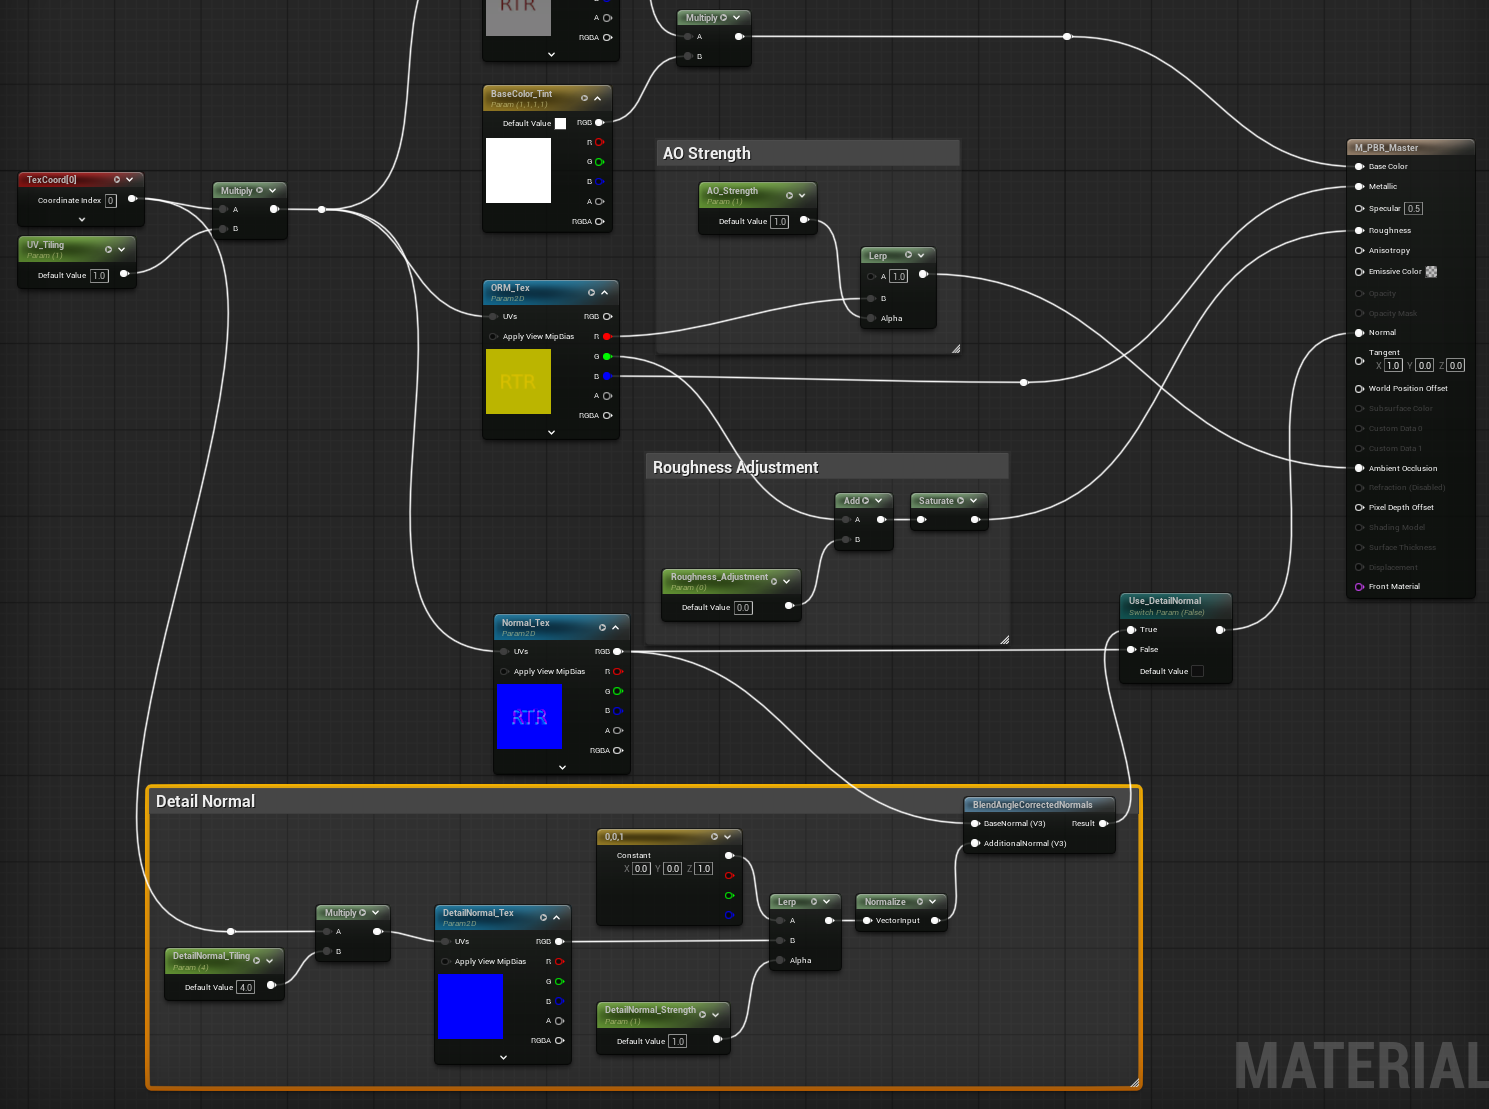 RTR
A
RGBA
Multiply
A
B
BaseColor_Tint
Param (1,1,1,1)
Default Value
RGB
R
G
B
A
RGBA
TexCoord[0]
Coordinate Index 0
UV_Tiling
Param (1)
Default Value 1.0
Multiply
A
B
AO Strength
AO_Strength
Param (1)
Default Value 1.0
Lerp
A 1.0
B
Alpha
ORM_Tex
Param2D
UVs
RGB
Apply View MipBias
R
G
RTR
B
A
RGBA
M_PBR_Master
Base Color
Metallic
Specular 0.5
Roughness
Anisotropy
Emissive Color
Opacity
Opacity Mask
Normal
Tangent
X 1.0 Y 0.0 Z 0.0
World Position Offset
Subsurface Color
Custom Data 0
Custom Data 1
Ambient Occlusion
Refraction (Disabled)
Pixel Depth Offset
Shading Model
Surface Thickness
Displacement
Front Material
Roughness Adjustment
Add
A
B
Saturate
Roughness_Adjustment
Param (0)
Default Value 0.0
Normal_Tex
Param2D
UVs
RGB
Apply View MipBias
R
G
RTR
B
A
RGBA
Use_DetailNormal
Switch Param (False)
True
False
Default Value
Detail Normal
BlendAngleCorrectedNormals
BaseNormal (V3)
Result
AdditionalNormal (V3)
0,0,1
Constant
X 0.0 Y 0.0 Z 1.0
Multiply
A
B
DetailNormal_Tiling
Param (4)
Default Value 4.0
DetailNormal_Tex
Param2D
UVs
RGB
Apply View MipBias
R
G
B
A
RGBA
Lerp
A
B
Alpha
Normalize
VectorInput
DetailNormal_Strength
Param (1)
Default Value 1.0
MATERIAL